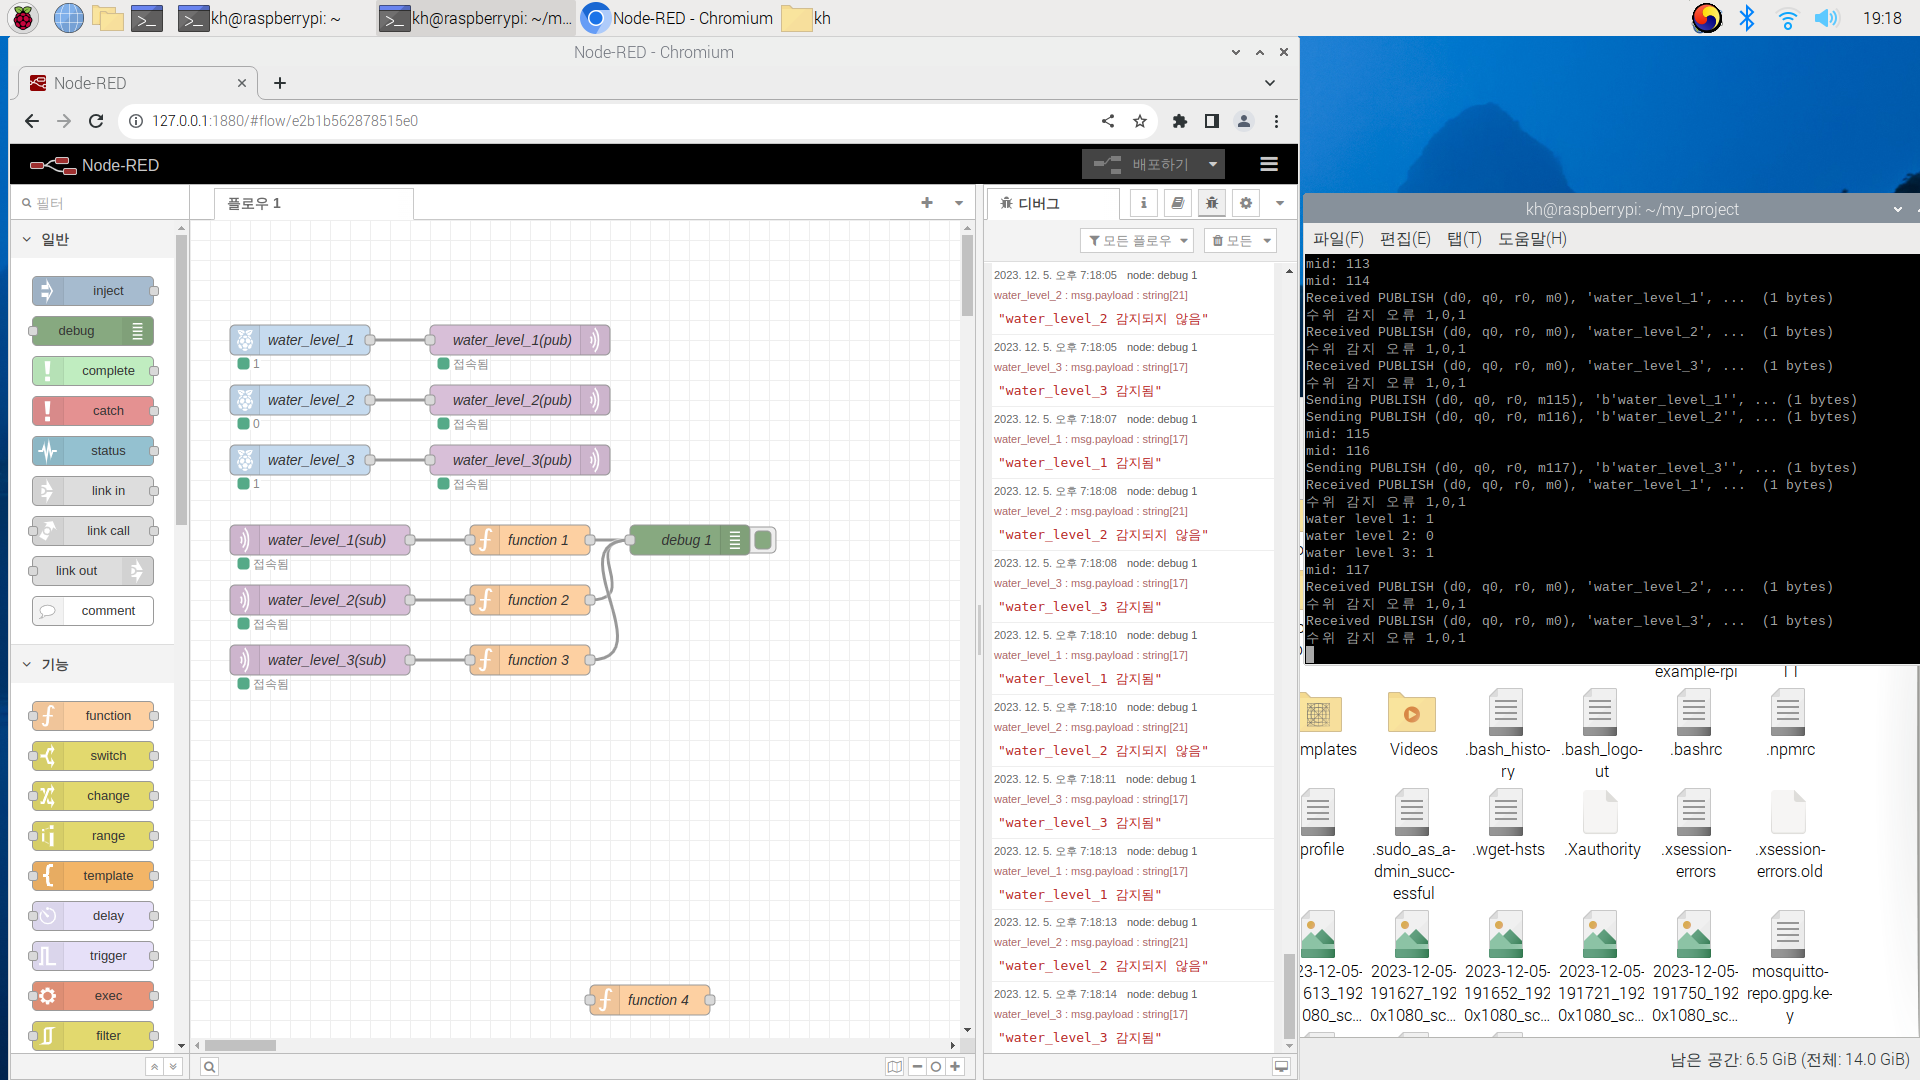 kh@raspberrypi: ~
kh@raspberrypi: ~/m...
Node-RED - Chromium
kh
19:18
Node-RED - Chromium
Node-RED
127.0.0.1:1880/#flow/e2b1b562878515e0
Node-RED
배포하기
필터
플로우 1
디버그
모든 플로우
모든
일반
inject
debug
complete
catch
status
link in
link call
link out
comment
기능
function
switch
change
range
template
delay
trigger
exec
filter
water_level_1
water_level_1(pub)
1
접속됨
water_level_2
water_level_2(pub)
0
접속됨
water_level_3
water_level_3(pub)
1
접속됨
water_level_1(sub)
function 1
debug 1
접속됨
water_level_2(sub)
function 2
접속됨
water_level_3(sub)
function 3
접속됨
function 4
2023. 12. 5. 오후 7:18:05 node: debug 1
water_level_2 : msg.payload : string[21]
"water_level_2 감지되지 않음"
2023. 12. 5. 오후 7:18:05 node: debug 1
water_level_3 : msg.payload : string[17]
"water_level_3 감지됨"
2023. 12. 5. 오후 7:18:07 node: debug 1
water_level_1 : msg.payload : string[17]
"water_level_1 감지됨"
2023. 12. 5. 오후 7:18:08 node: debug 1
water_level_2 : msg.payload : string[21]
"water_level_2 감지되지 않음"
2023. 12. 5. 오후 7:18:08 node: debug 1
water_level_3 : msg.payload : string[17]
"water_level_3 감지됨"
2023. 12. 5. 오후 7:18:10 node: debug 1
water_level_1 : msg.payload : string[17]
"water_level_1 감지됨"
2023. 12. 5. 오후 7:18:10 node: debug 1
water_level_2 : msg.payload : string[21]
"water_level_2 감지되지 않음"
2023. 12. 5. 오후 7:18:11 node: debug 1
water_level_3 : msg.payload : string[17]
"water_level_3 감지됨"
2023. 12. 5. 오후 7:18:13 node: debug 1
water_level_1 : msg.payload : string[17]
"water_level_1 감지됨"
2023. 12. 5. 오후 7:18:13 node: debug 1
water_level_2 : msg.payload : string[21]
"water_level_2 감지되지 않음"
2023. 12. 5. 오후 7:18:14 node: debug 1
water_level_3 : msg.payload : string[17]
"water_level_3 감지됨"
kh@raspberrypi: ~/my_project
파일(F) 편집(E) 탭(T) 도움말(H)
mid: 113
mid: 114
Received PUBLISH (d0, q0, r0, m0), 'water_level_1', ... (1 bytes)
수위 감지 오류 1,0,1
Received PUBLISH (d0, q0, r0, m0), 'water_level_2', ... (1 bytes)
수위 감지 오류 1,0,1
Received PUBLISH (d0, q0, r0, m0), 'water_level_3', ... (1 bytes)
수위 감지 오류 1,0,1
Sending PUBLISH (d0, q0, r0, m115), 'b'water_level_1'', ... (1 bytes)
Sending PUBLISH (d0, q0, r0, m116), 'b'water_level_2'', ... (1 bytes)
mid: 115
mid: 116
Sending PUBLISH (d0, q0, r0, m117), 'b'water_level_3'', ... (1 bytes)
Received PUBLISH (d0, q0, r0, m0), 'water_level_1', ... (1 bytes)
수위 감지 오류 1,0,1
water level 1: 1
water level 2: 0
water level 3: 1
mid: 117
Received PUBLISH (d0, q0, r0, m0), 'water_level_2', ... (1 bytes)
수위 감지 오류 1,0,1
Received PUBLISH (d0, q0, r0, m0), 'water_level_3', ... (1 bytes)
수위 감지 오류 1,0,1
example-rpi
mplates
Videos
.bash_histo-
ry
.bash_logo-
ut
.bashrc
.npmrc
profile
.sudo_as_a-
dmin_succ-
essful
.wget-hsts
.Xauthority
.xsession-
errors
.xsession-
errors.old
23-12-05-
613_192
080_sc...
2023-12-05-
191627_192
0x1080_sc...
2023-12-05-
191652_192
0x1080_sc...
2023-12-05-
191721_192
0x1080_sc...
2023-12-05-
191750_192
0x1080_sc...
mosquitto-
repo.gpg.ke-
y
남은 공간: 6.5 GiB (전체: 14.0 GiB)